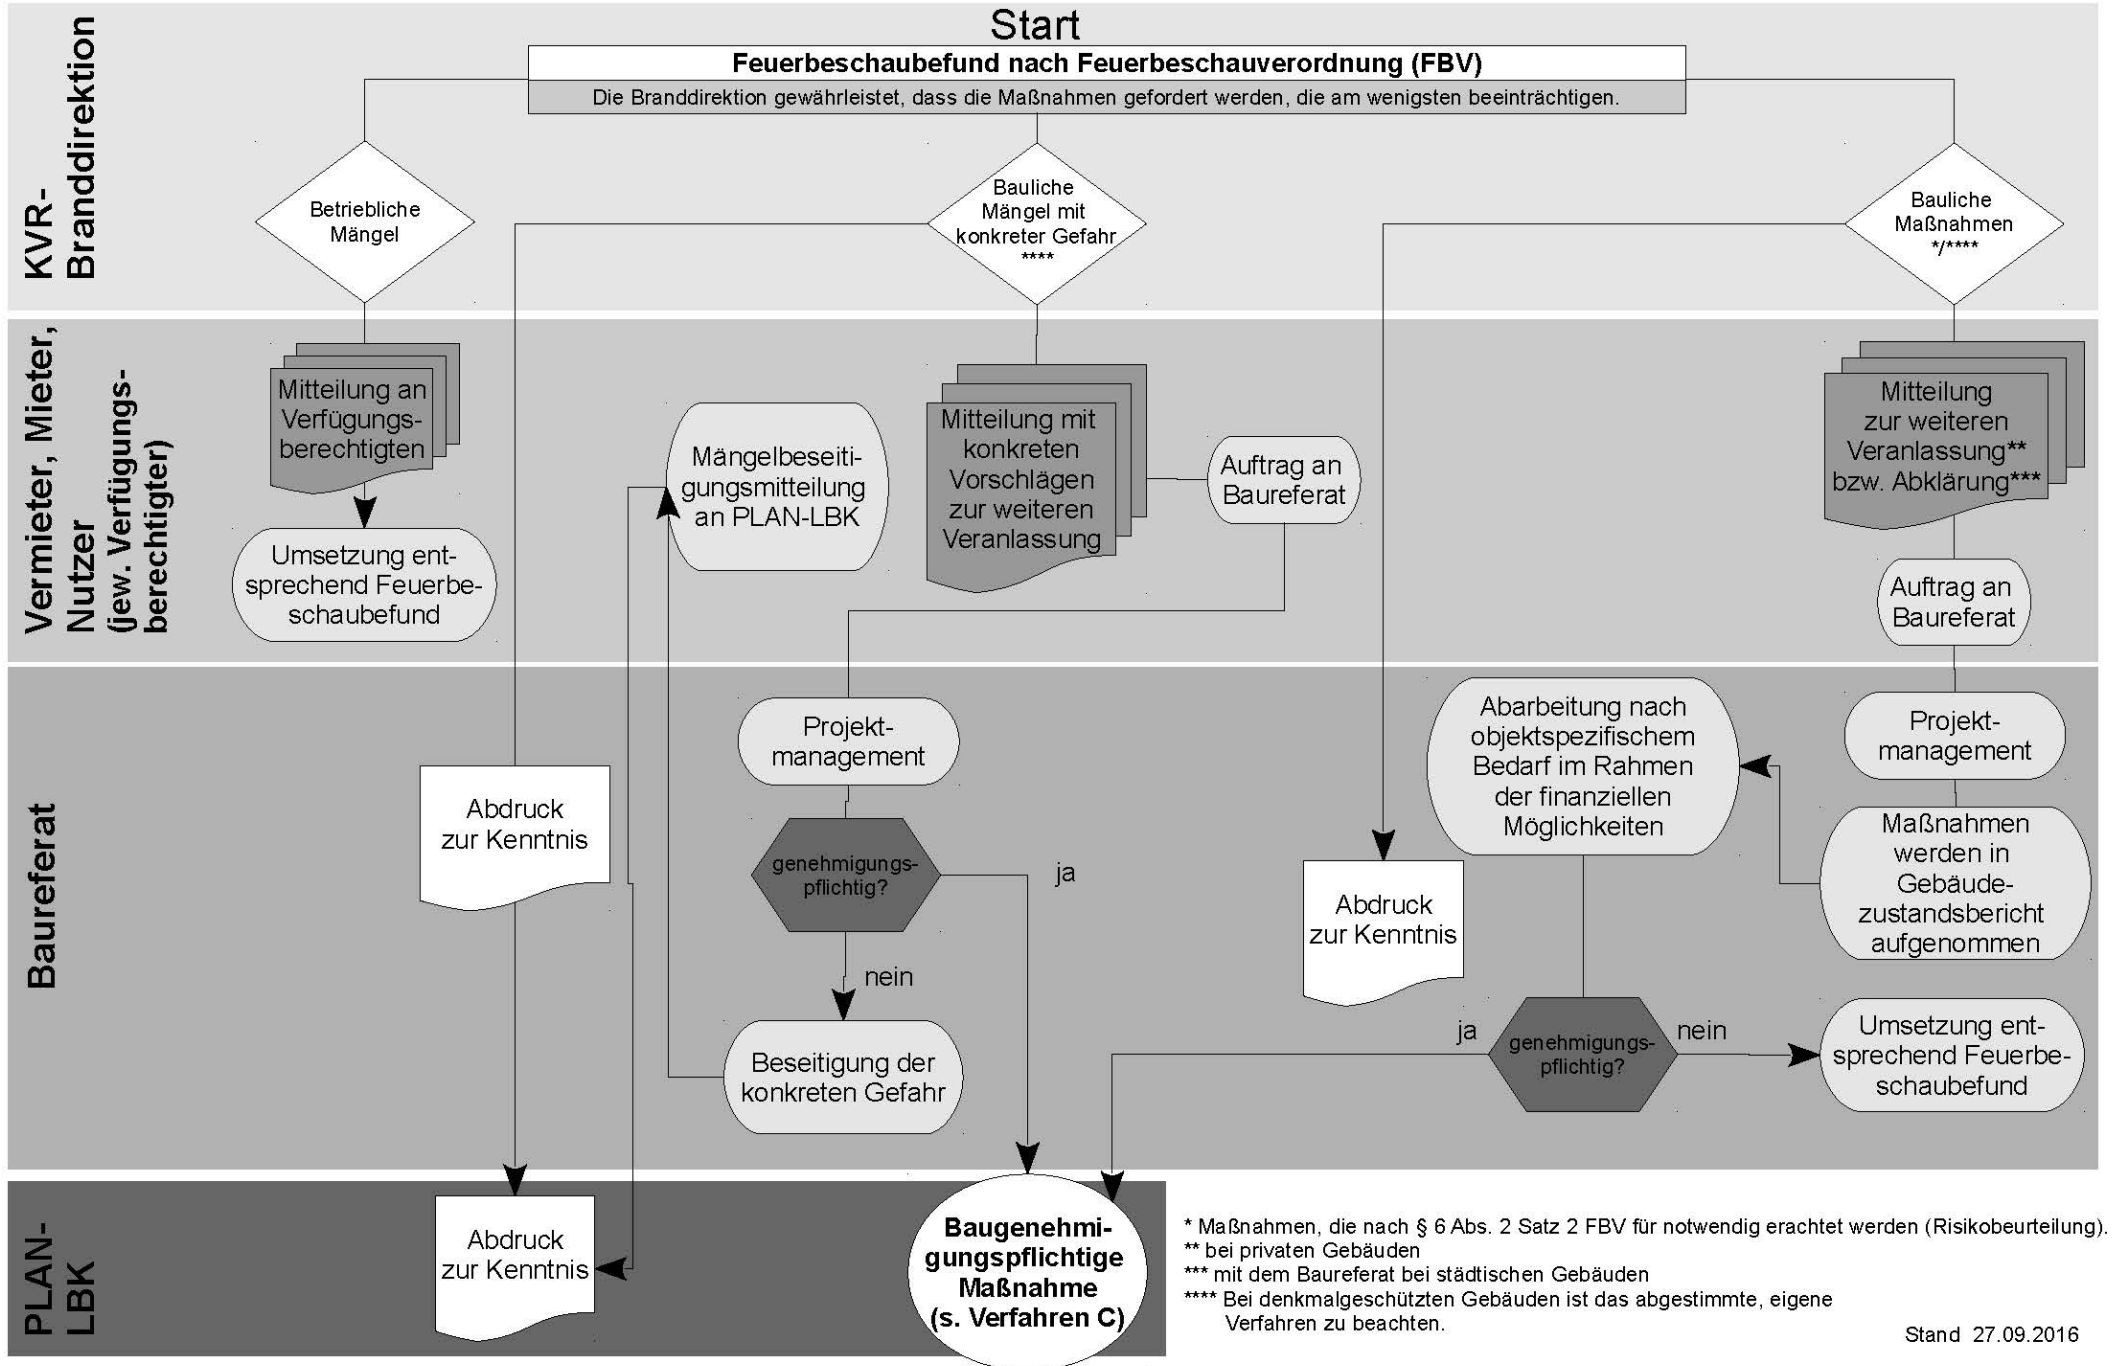 Start
Feuerbeschaubefund nach Feuerbeschauverordnung (FBV)
Die Branddirektion gewährleistet, dass die Maßnahmen gefordert werden, die am wenigsten beeinträchtigen.
KVR-
Branddirektion
Betriebliche
Mängel
Bauliche
Mängel mit
konkreter Gefahr
****
Bauliche
Maßnahmen
*/****
Vermieter, Mieter,
Nutzer
(jew. Verfügungs-
berechtigter)
Mitteilung an
Verfügungs-
berechtigten
Umsetzung ent-
sprechend Feuerbe-
schaubefund
Mängelbeseiti-
gungsmitteilung
an PLAN-LBK
Mitteilung mit
konkreten
Vorschlägen
zur weiteren
Veranlassung
Auftrag an
Baureferat
Mitteilung
zur weiteren
Veranlassung**
bzw. Abklärung***
Auftrag an
Baureferat
Baureferat
Abdruck
zur Kenntnis
Projekt-
management
genehmigungs-
pflichtig?
ja
nein
Beseitigung der
konkreten Gefahr
Abdruck
zur Kenntnis
Abarbeitung nach
objektspezifischem
Bedarf im Rahmen
der finanziellen
Möglichkeiten
Projekt-
management
Maßnahmen
werden in
Gebäude-
zustandsbericht
aufgenommen
ja
genehmigungs-
pflichtig?
nein
Umsetzung ent-
sprechend Feuerbe-
schaubefund
PLAN-
LBK
Abdruck
zur Kenntnis
Baugenehmi-
gungspflichtige
Maßnahme
(s. Verfahren C)
* Maßnahmen, die nach § 6 Abs. 2 Satz 2 FBV für notwendig erachtet werden (Risikobeurteilung).
** bei privaten Gebäuden
*** mit dem Baureferat bei städtischen Gebäuden
**** Bei denkmalgeschützten Gebäuden ist das abgestimmte, eigene
Verfahren zu beachten.
Stand 27.09.2016